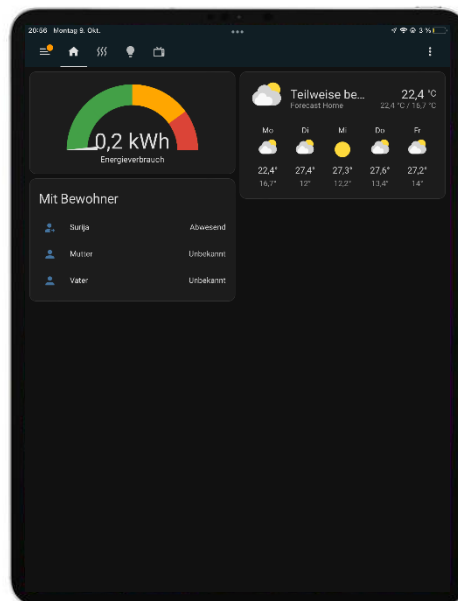 20:56 Montag 9. Okt.
3 %
0,2 kWh
Energieverbrauch
Mit Bewohner
Surija Abwesend
Mutter Unbekannt
Vater Unbekannt
Teilweise be... 22,4 °C
Forecast Home 22,4 °C / 16,7 °C
Mo Di Mi Do Fr
22,4° 27,4° 27,3° 27,6° 27,2°
16,7° 12° 12,2° 13,4° 14°